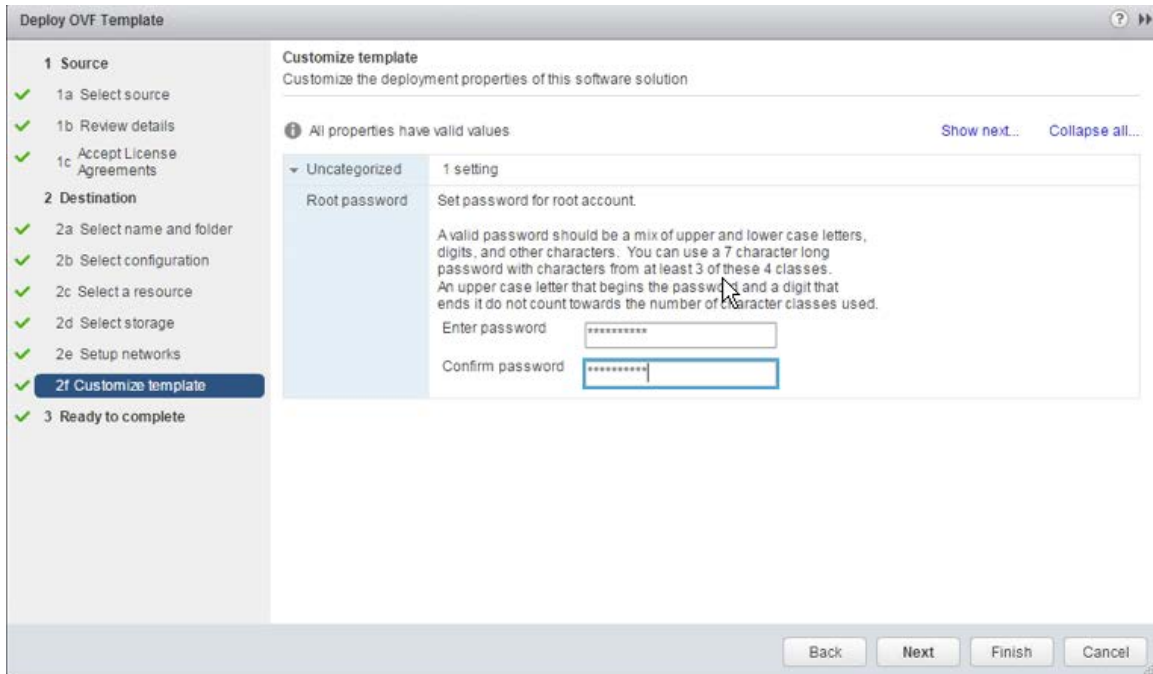 Deploy OVF Template
1 Source
1a Select source
1b Review details
1c Accept License
Agreements
2 Destination
2a Select name and folder
2b Select configuration
2c Select a resource
2d Select storage
2e Setup networks
2f Customize template
3 Ready to complete
Customize template
Customize the deployment properties of this software solution
All properties have valid values
Show next...
Collapse all...
Uncategorized
1 setting
Root password
Set password for root account.
A valid password should be a mix of upper and lower case letters,
digits, and other characters. You can use a 7 character long
password with characters from at least 3 of these 4 classes.
An upper case letter that begins the password and a digit that
ends it do not count towards the number of character classes used.
Enter password
**********
Confirm password
**********
Back
Next
Finish
Cancel